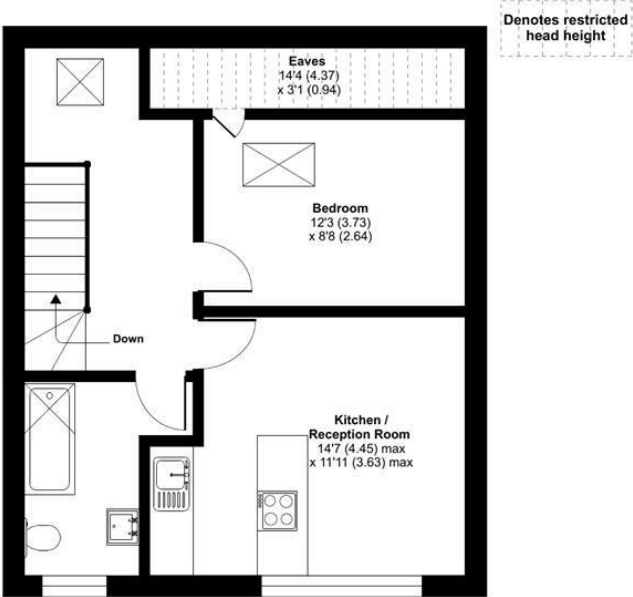 Denotes restricted
head height
Eaves
14'4 (4.37)
x 3'1 (0.94)
Bedroom
12'3 (3.73)
x 8'8 (2.64)
Down
Kitchen /
Reception Room
14'7 (4.45) max
x 11'11 (3.63) max